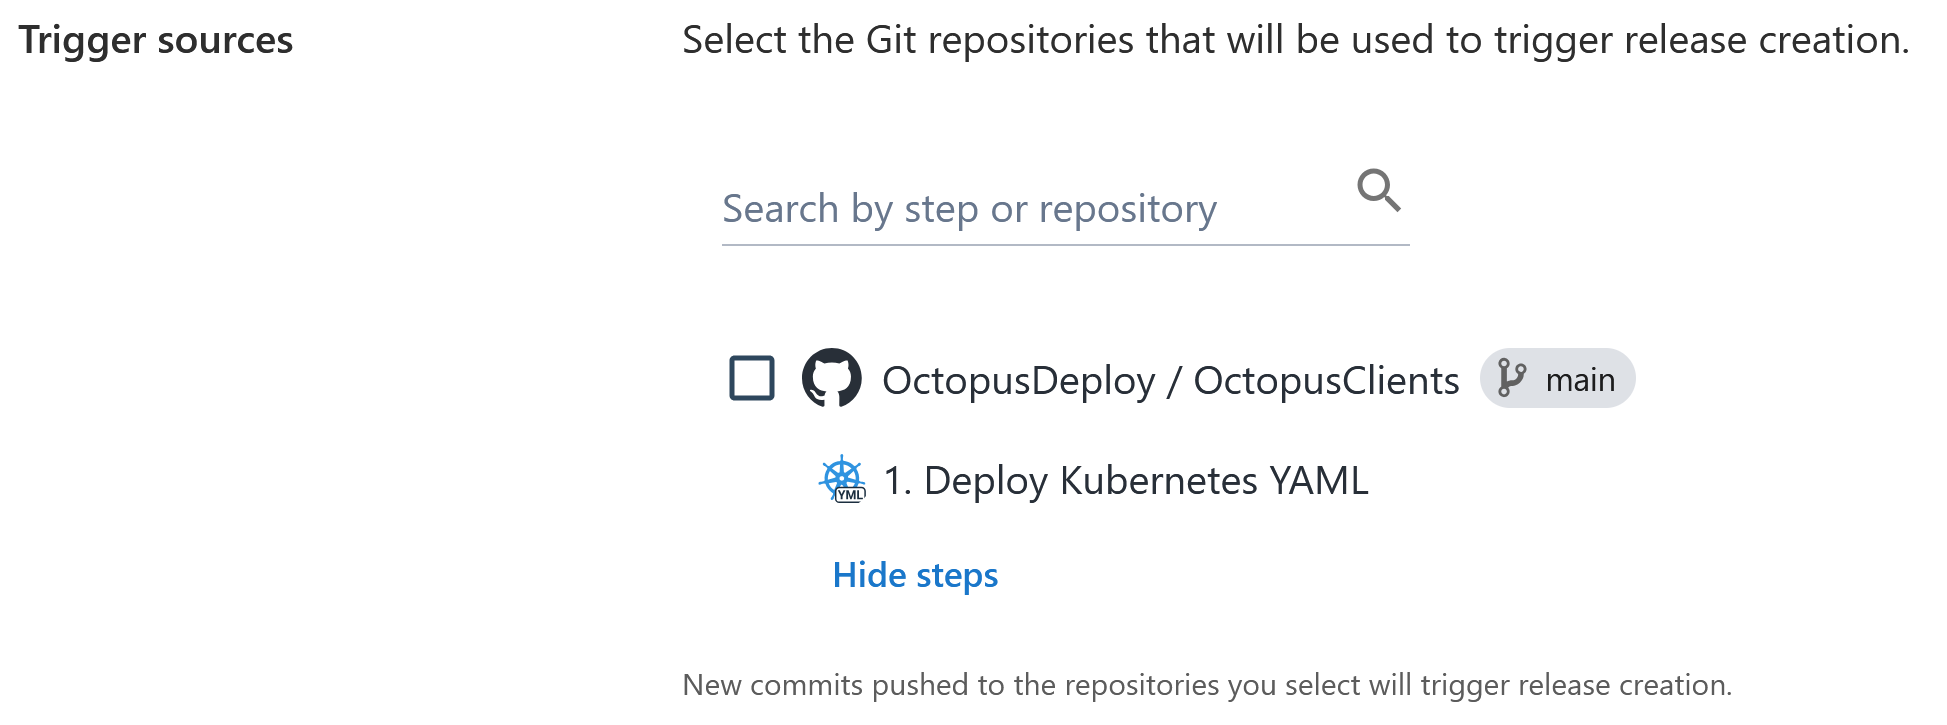 Trigger sources
Select the Git repositories that will be used to trigger release creation.
Search by step or repository
OctopusDeploy / OctopusClients main
YML 1. Deploy Kubernetes YAML
Hide steps
New commits pushed to the repositories you select will trigger release creation.